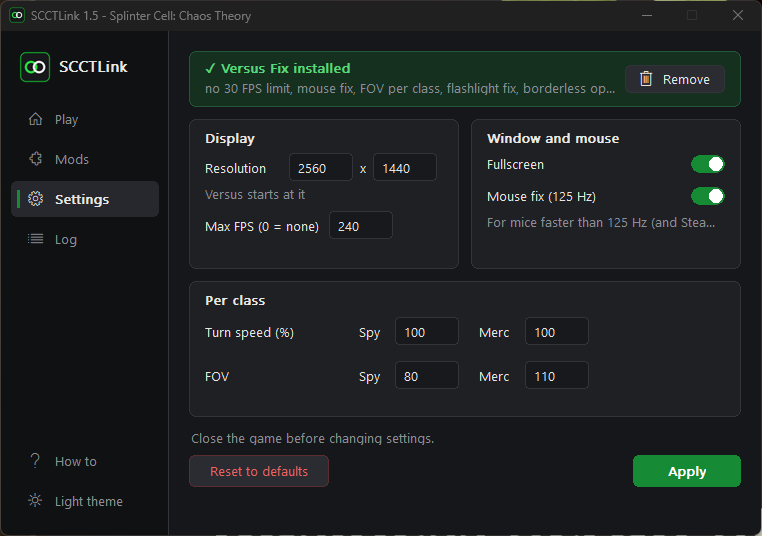 SCCTLink 1.5 - Splinter Cell: Chaos Theory
SCCTLink
Play
Mods
Settings
Log
How to
Light theme
✓ Versus Fix installed
no 30 FPS limit, mouse fix, FOV per class, flashlight fix, borderless op...
Remove
Display
Resolution 2560 x 1440
Versus starts at it
Max FPS (0 = none) 240
Window and mouse
Fullscreen
Mouse fix (125 Hz)
For mice faster than 125 Hz (and Stea...
Per class
Turn speed (%) Spy 100 Merc 100
FOV Spy 80 Merc 110
Close the game before changing settings.
Reset to defaults
Apply